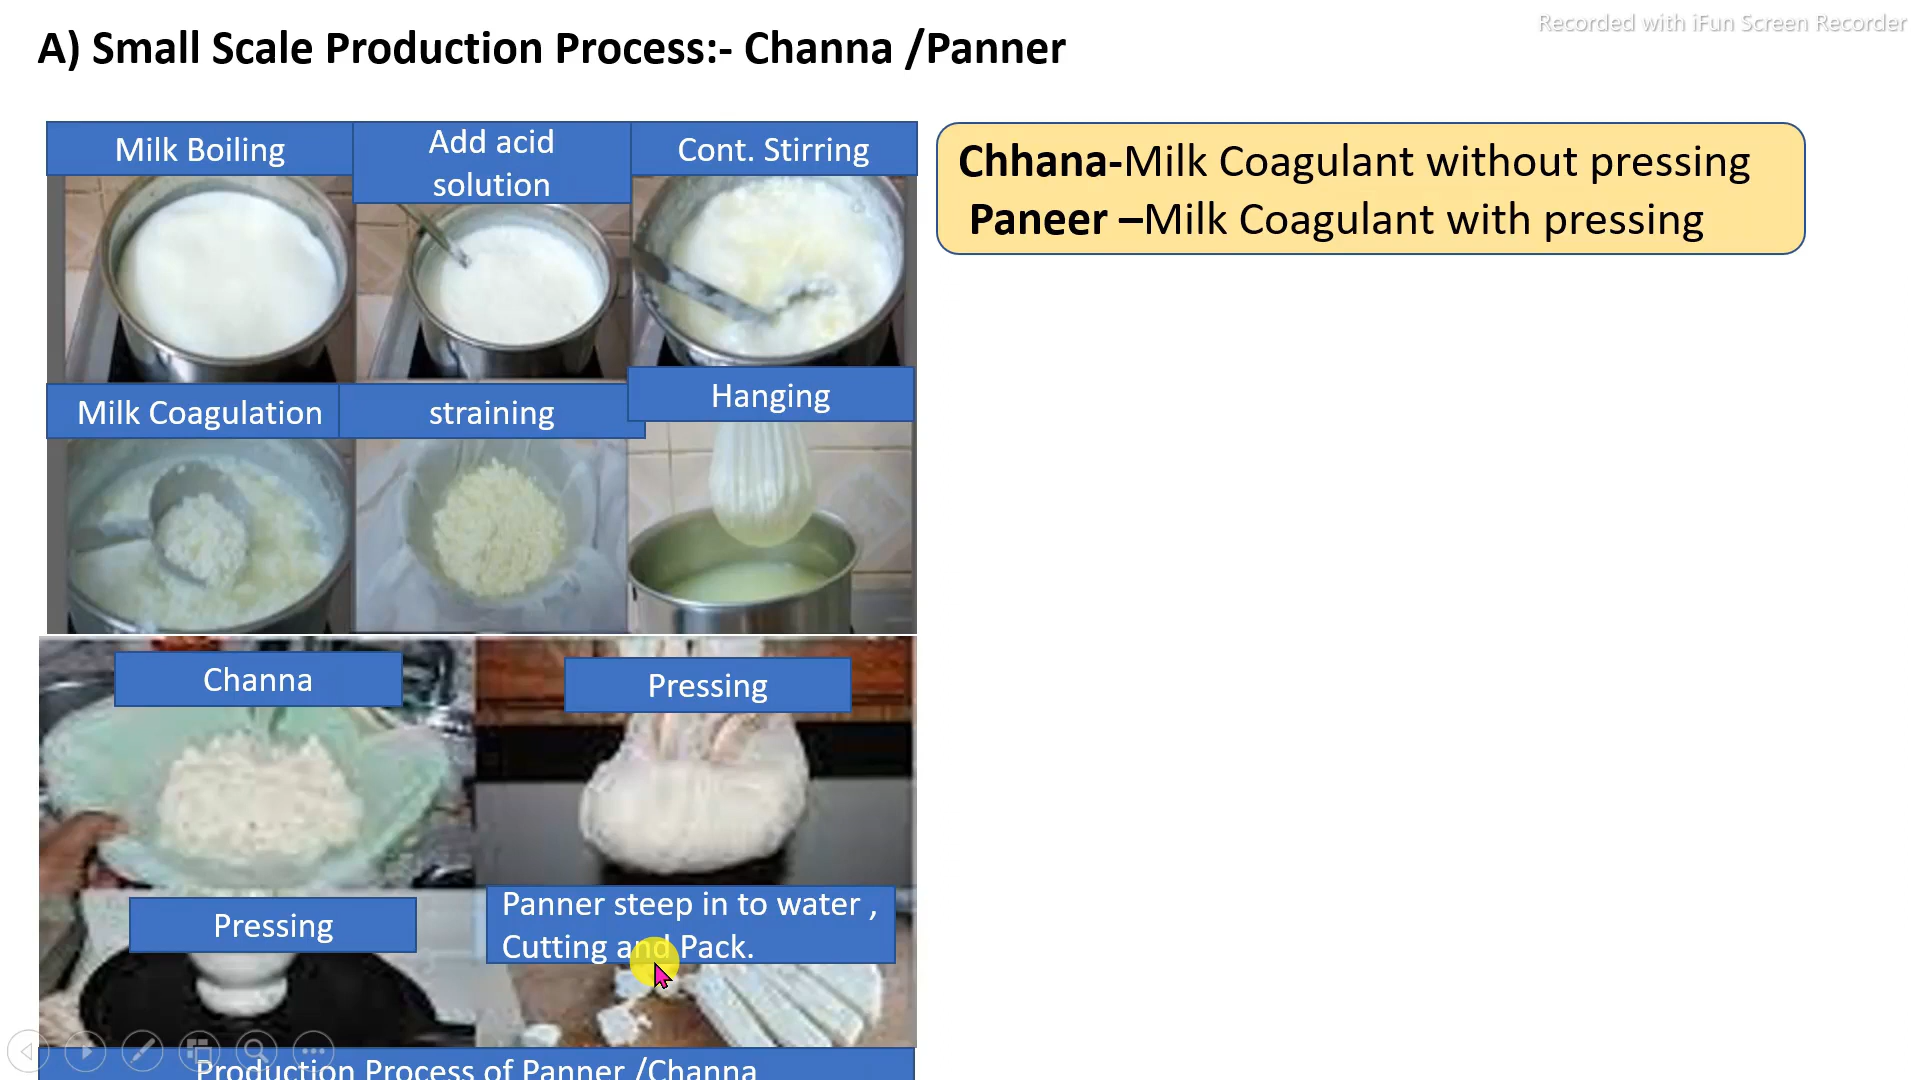 Recorded with iFun Screen Recorder
A) Small Scale Production Process:- Channa /Panner
Milk Boiling
Add acid
solution
Cont. Stirring
Chhana-Milk Coagulant without pressing
Paneer –Milk Coagulant with pressing
Milk Coagulation
straining
Hanging
Channa
Pressing
Pressing
Panner steep in to water ,
Cutting and Pack.
Production Process of Panner /Channa